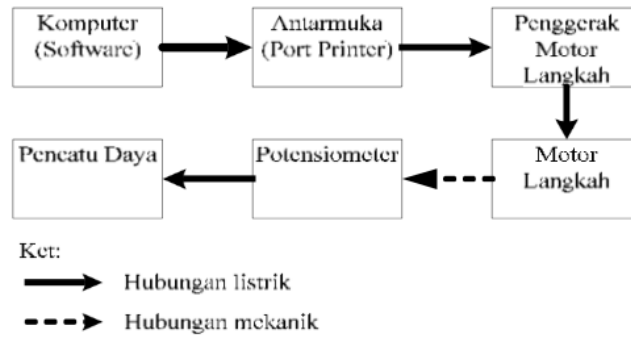 Komputer
(Software)
Antarmuka
(Port Printer)
Penggerak
Motor
Langkah
Pencatu Daya
Potensiometer
Motor
Langkah
Ket:
Hubungan listrik
Hubungan mekanik